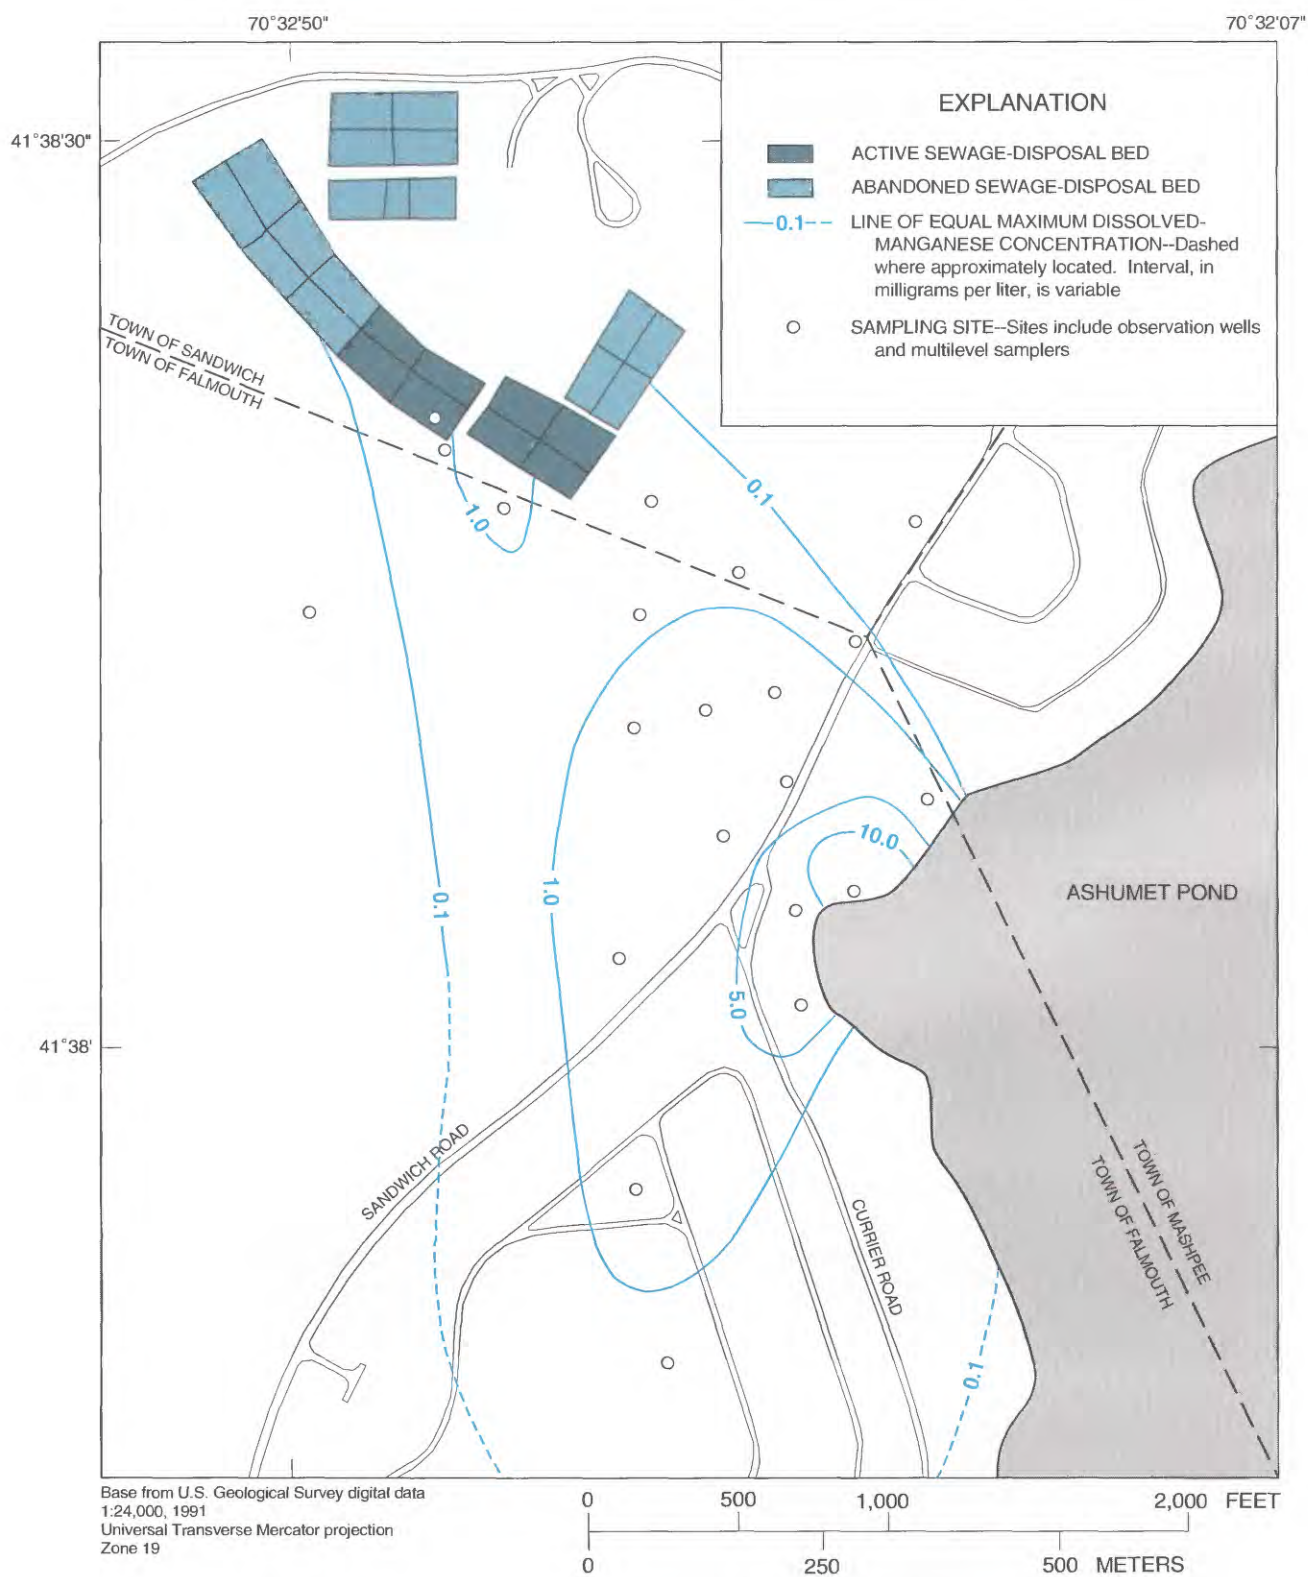 70°32'50"
70°32'07"
41°38'30"
EXPLANATION
ACTIVE SEWAGE-DISPOSAL BED
ABANDONED SEWAGE-DISPOSAL BED
0.1
LINE OF EQUAL MAXIMUM DISSOLVED-
MANGANESE CONCENTRATION--Dashed
where approximately located. Interval, in
milligrams per liter, is variable
SAMPLING SITE--Sites include observation wells
and multilevel samplers
TOWN OF SANDWICH
TOWN OF FALMOUTH
1.0
0.1
10.0
1.0
0.1
ASHUMET POND
5.0
41°38'
SANDWICH ROAD
CURRIER ROAD
TOWN OF MASHPEE
TOWN OF FALMOUTH
0.1
Base from U.S. Geological Survey digital data
1:24,000, 1991
Universal Transverse Mercator projection
Zone 19
0 500 1,000 2,000 FEET
0 250 500 METERS